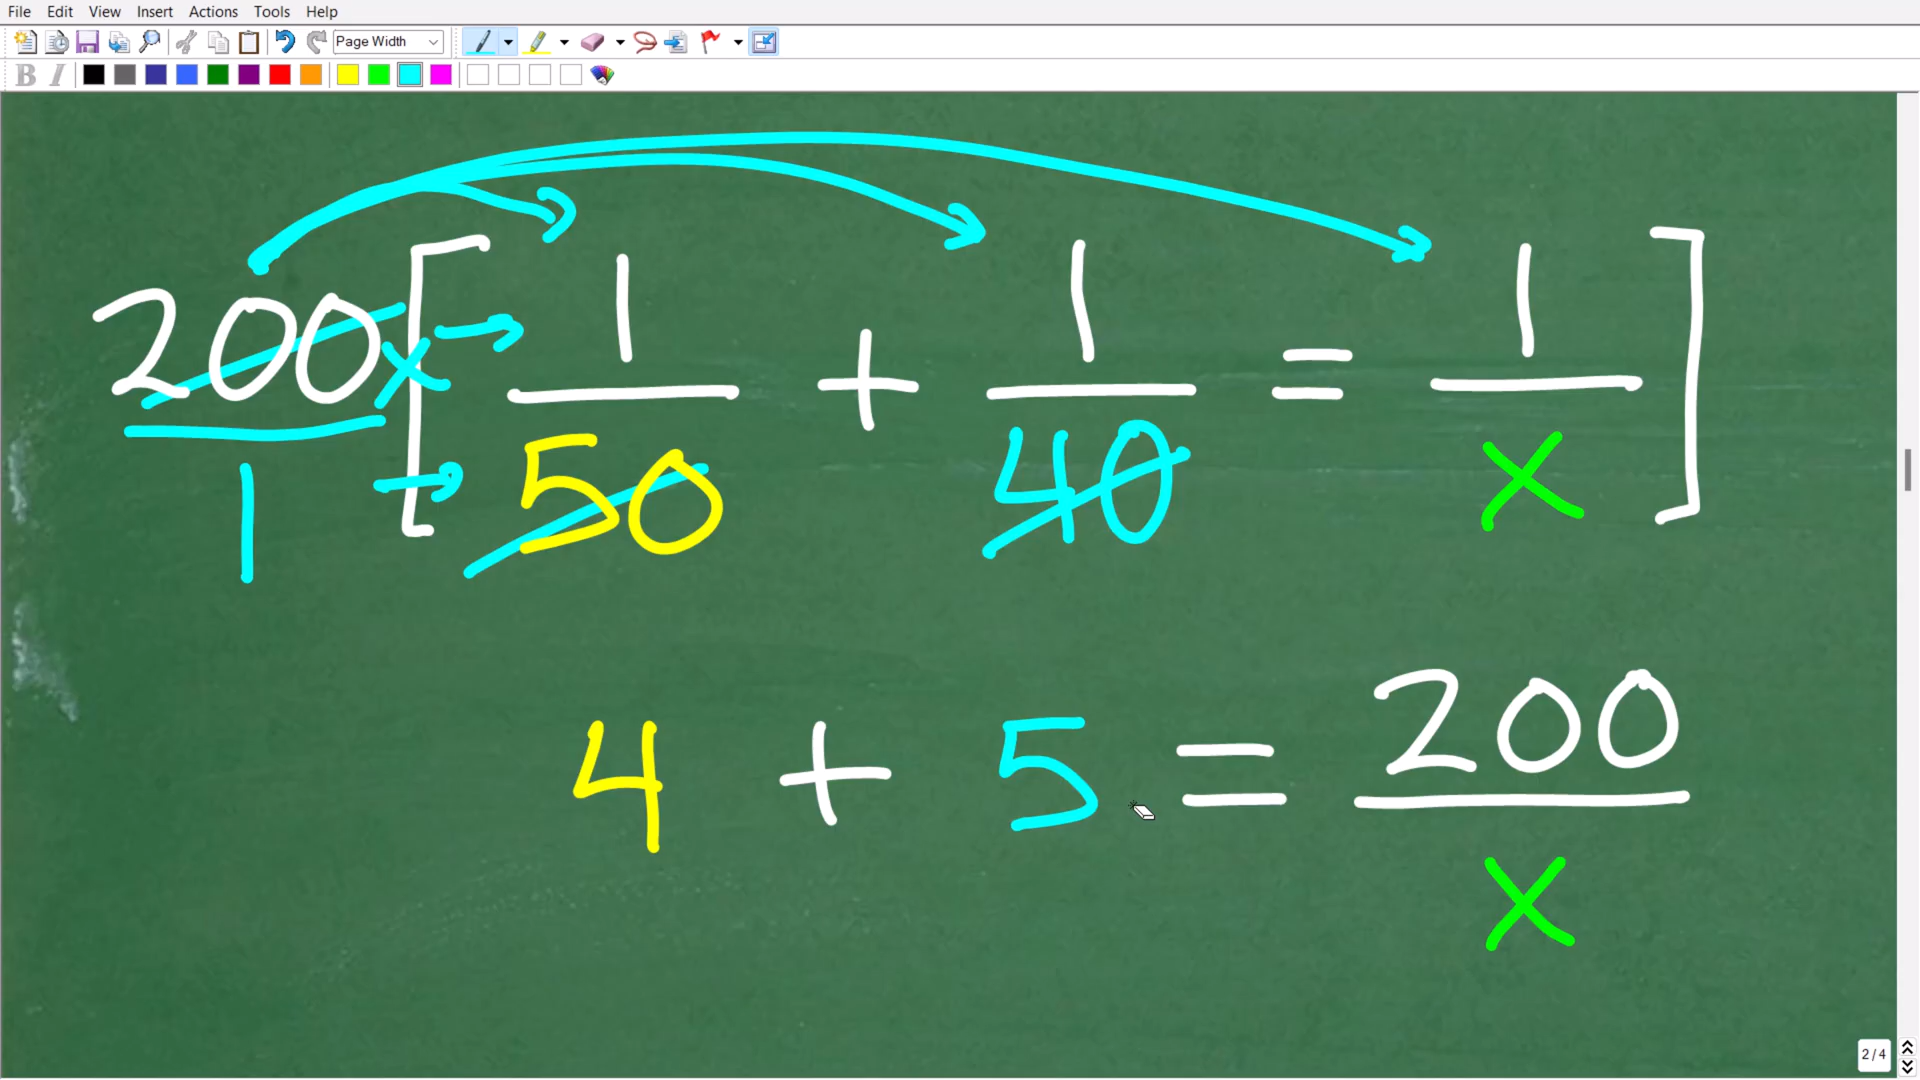 File Edit View Insert Actions Tools Help
Page Width
B I
200/1 x [ 1/50 + 1/40 = 1/x ]
4 + 5 = 200/x
2 / 4